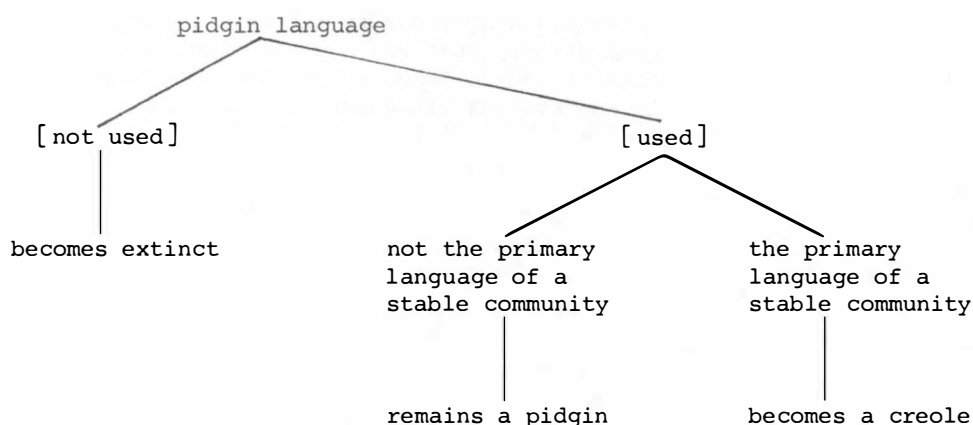 pidgin language
[not used]
[used]
becomes extinct
not the primary
language of a
stable community
the primary
language of a
stable community
remains a pidgin
becomes a creole